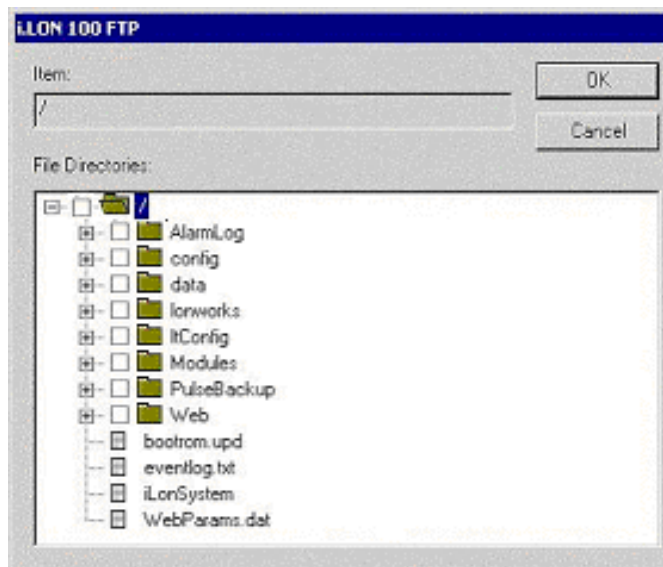 i.LON 100 FTP
Item:
OK
/
Cancel
File Directories:
/
AlarmLog
config
data
lonworks
ltConfig
Modules
PulseBackup
Web
bootrom.upd
eventlog.txt
iLonSystem
WebParams.dat